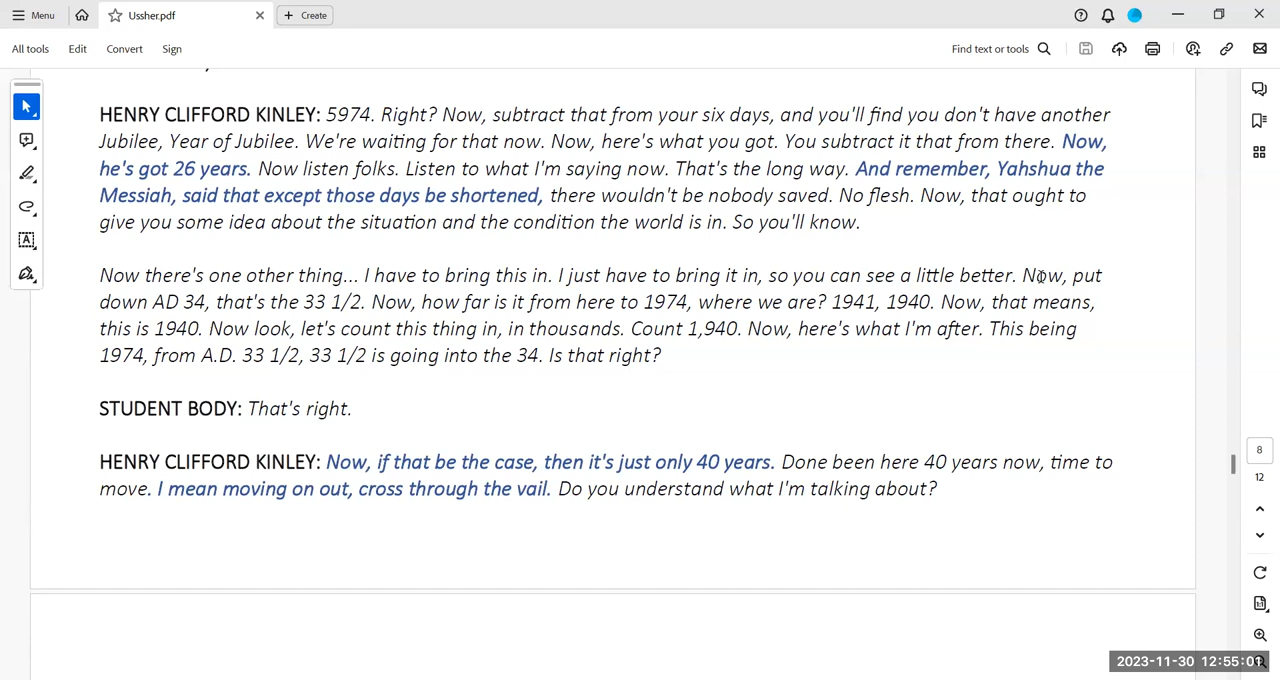 Menu
Ussher.pdf
Create
All tools
Edit
Convert
Sign
Find text or tools
HENRY CLIFFORD KINLEY: 5974. Right? Now, subtract that from your six days, and you'll find you don't have another
Jubilee, Year of Jubilee. We're waiting for that now. Now, here's what you got. You subtract it that from there. Now,
he's got 26 years. Now listen folks. Listen to what I'm saying now. That's the long way. And remember, Yahshua the
Messiah, said that except those days be shortened, there wouldn't be nobody saved. No flesh. Now, that ought to
give you some idea about the situation and the condition the world is in. So you'll know.
Now there's one other thing... I have to bring this in. I just have to bring it in, so you can see a little better. Now, put
down AD 34, that's the 33 1/2. Now, how far is it from here to 1974, where we are? 1941, 1940. Now, that means,
this is 1940. Now look, let's count this thing in, in thousands. Count 1,940. Now, here's what I'm after. This being
1974, from A.D. 33 1/2, 33 1/2 is going into the 34. Is that right?
STUDENT BODY: That's right.
HENRY CLIFFORD KINLEY: Now, if that be the case, then it's just only 40 years. Done been here 40 years now, time to
move. I mean moving on out, cross through the vail. Do you understand what I'm talking about?
8
12
2023-11-30 12:55:01